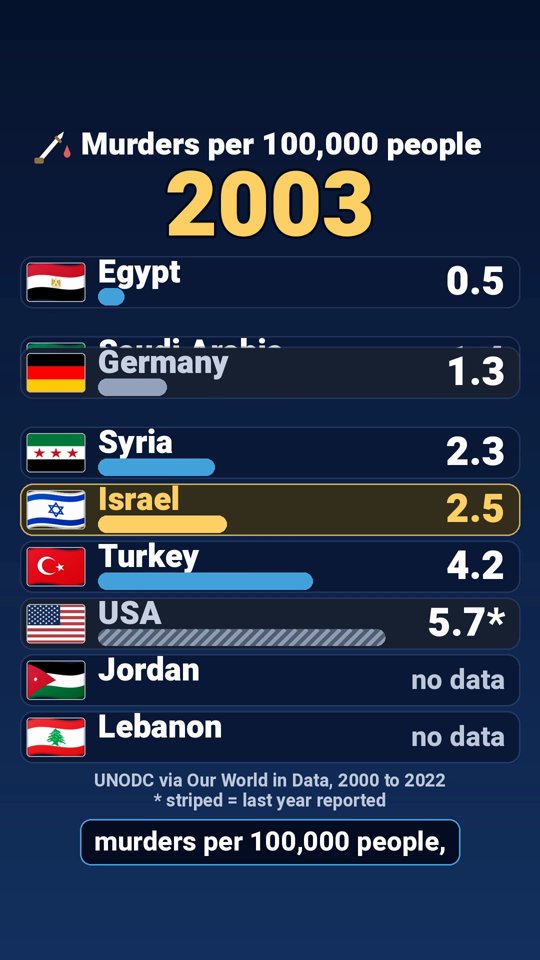 Murders per 100,000 people
2003
Egypt 0.5
Germany 1.3
Syria 2.3
Israel 2.5
Turkey 4.2
USA 5.7*
Jordan no data
Lebanon no data
UNODC via Our World in Data, 2000 to 2022
* striped = last year reported
murders per 100,000 people,